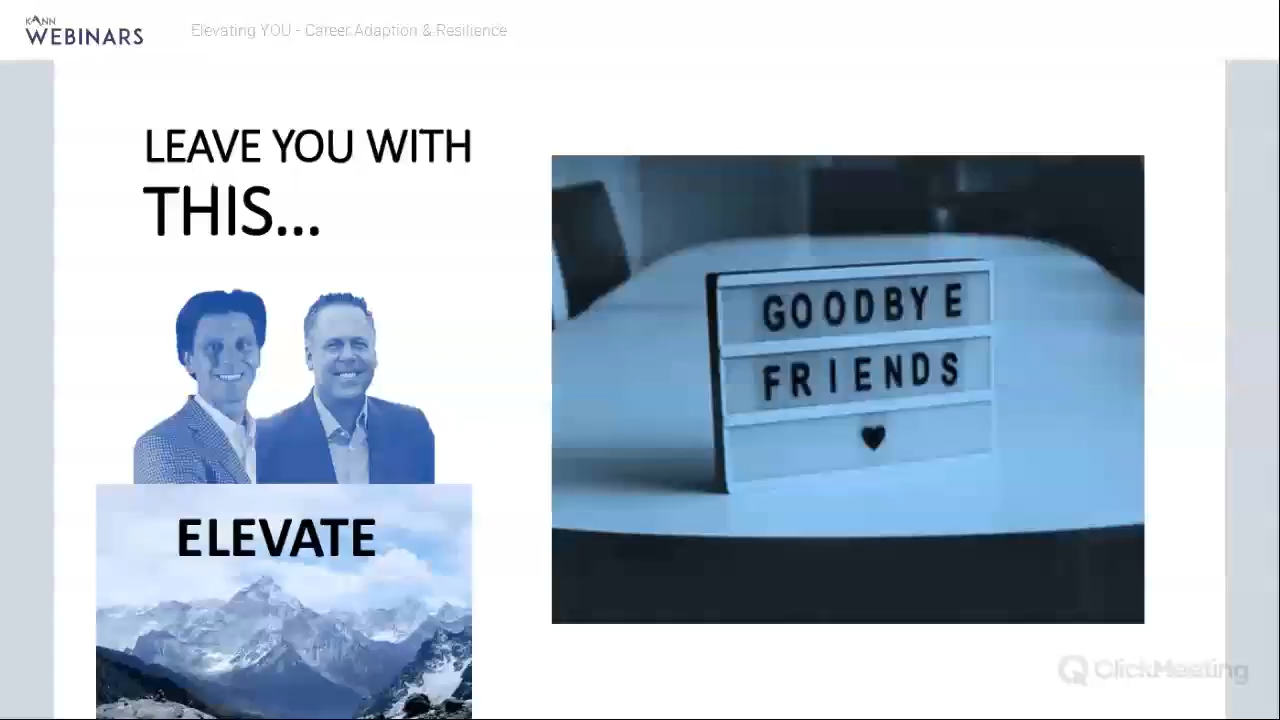 KANN
WEBINARS
Elevating YOU - Career Adaption & Resilience
LEAVE YOU WITH
THIS...
ELEVATE
GOODBYE
FRIENDS
ClickMeeting